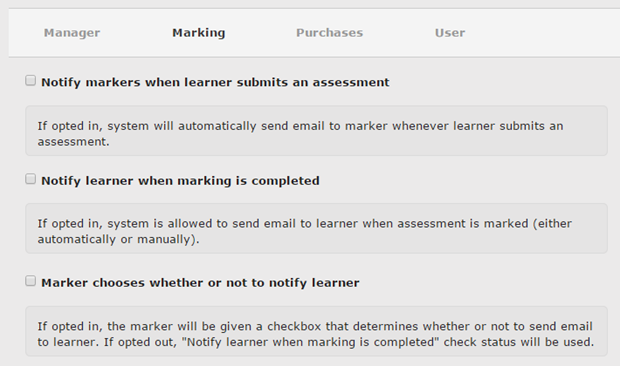 Manager Marking Purchases User
Notify markers when learner submits an assessment
If opted in, system will automatically send email to marker whenever learner submits an
assessment.
Notify learner when marking is completed
If opted in, system is allowed to send email to learner when assessment is marked (either
automatically or manually).
Marker chooses whether or not to notify learner
If opted in, the marker will be given a checkbox that determines whether or not to send email
to learner. If opted out, "Notify learner when marking is completed" check status will be used.